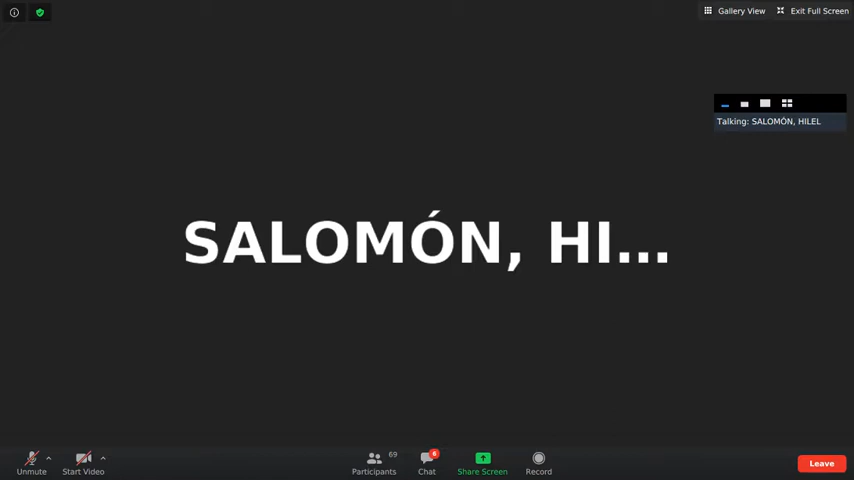 Gallery View
Exit Full Screen
Talking: SALOMÓN, HILEL
SALOMÓN, HI...
Unmute
Start Video
Participants
69
Chat
6
Share Screen
Record
Leave